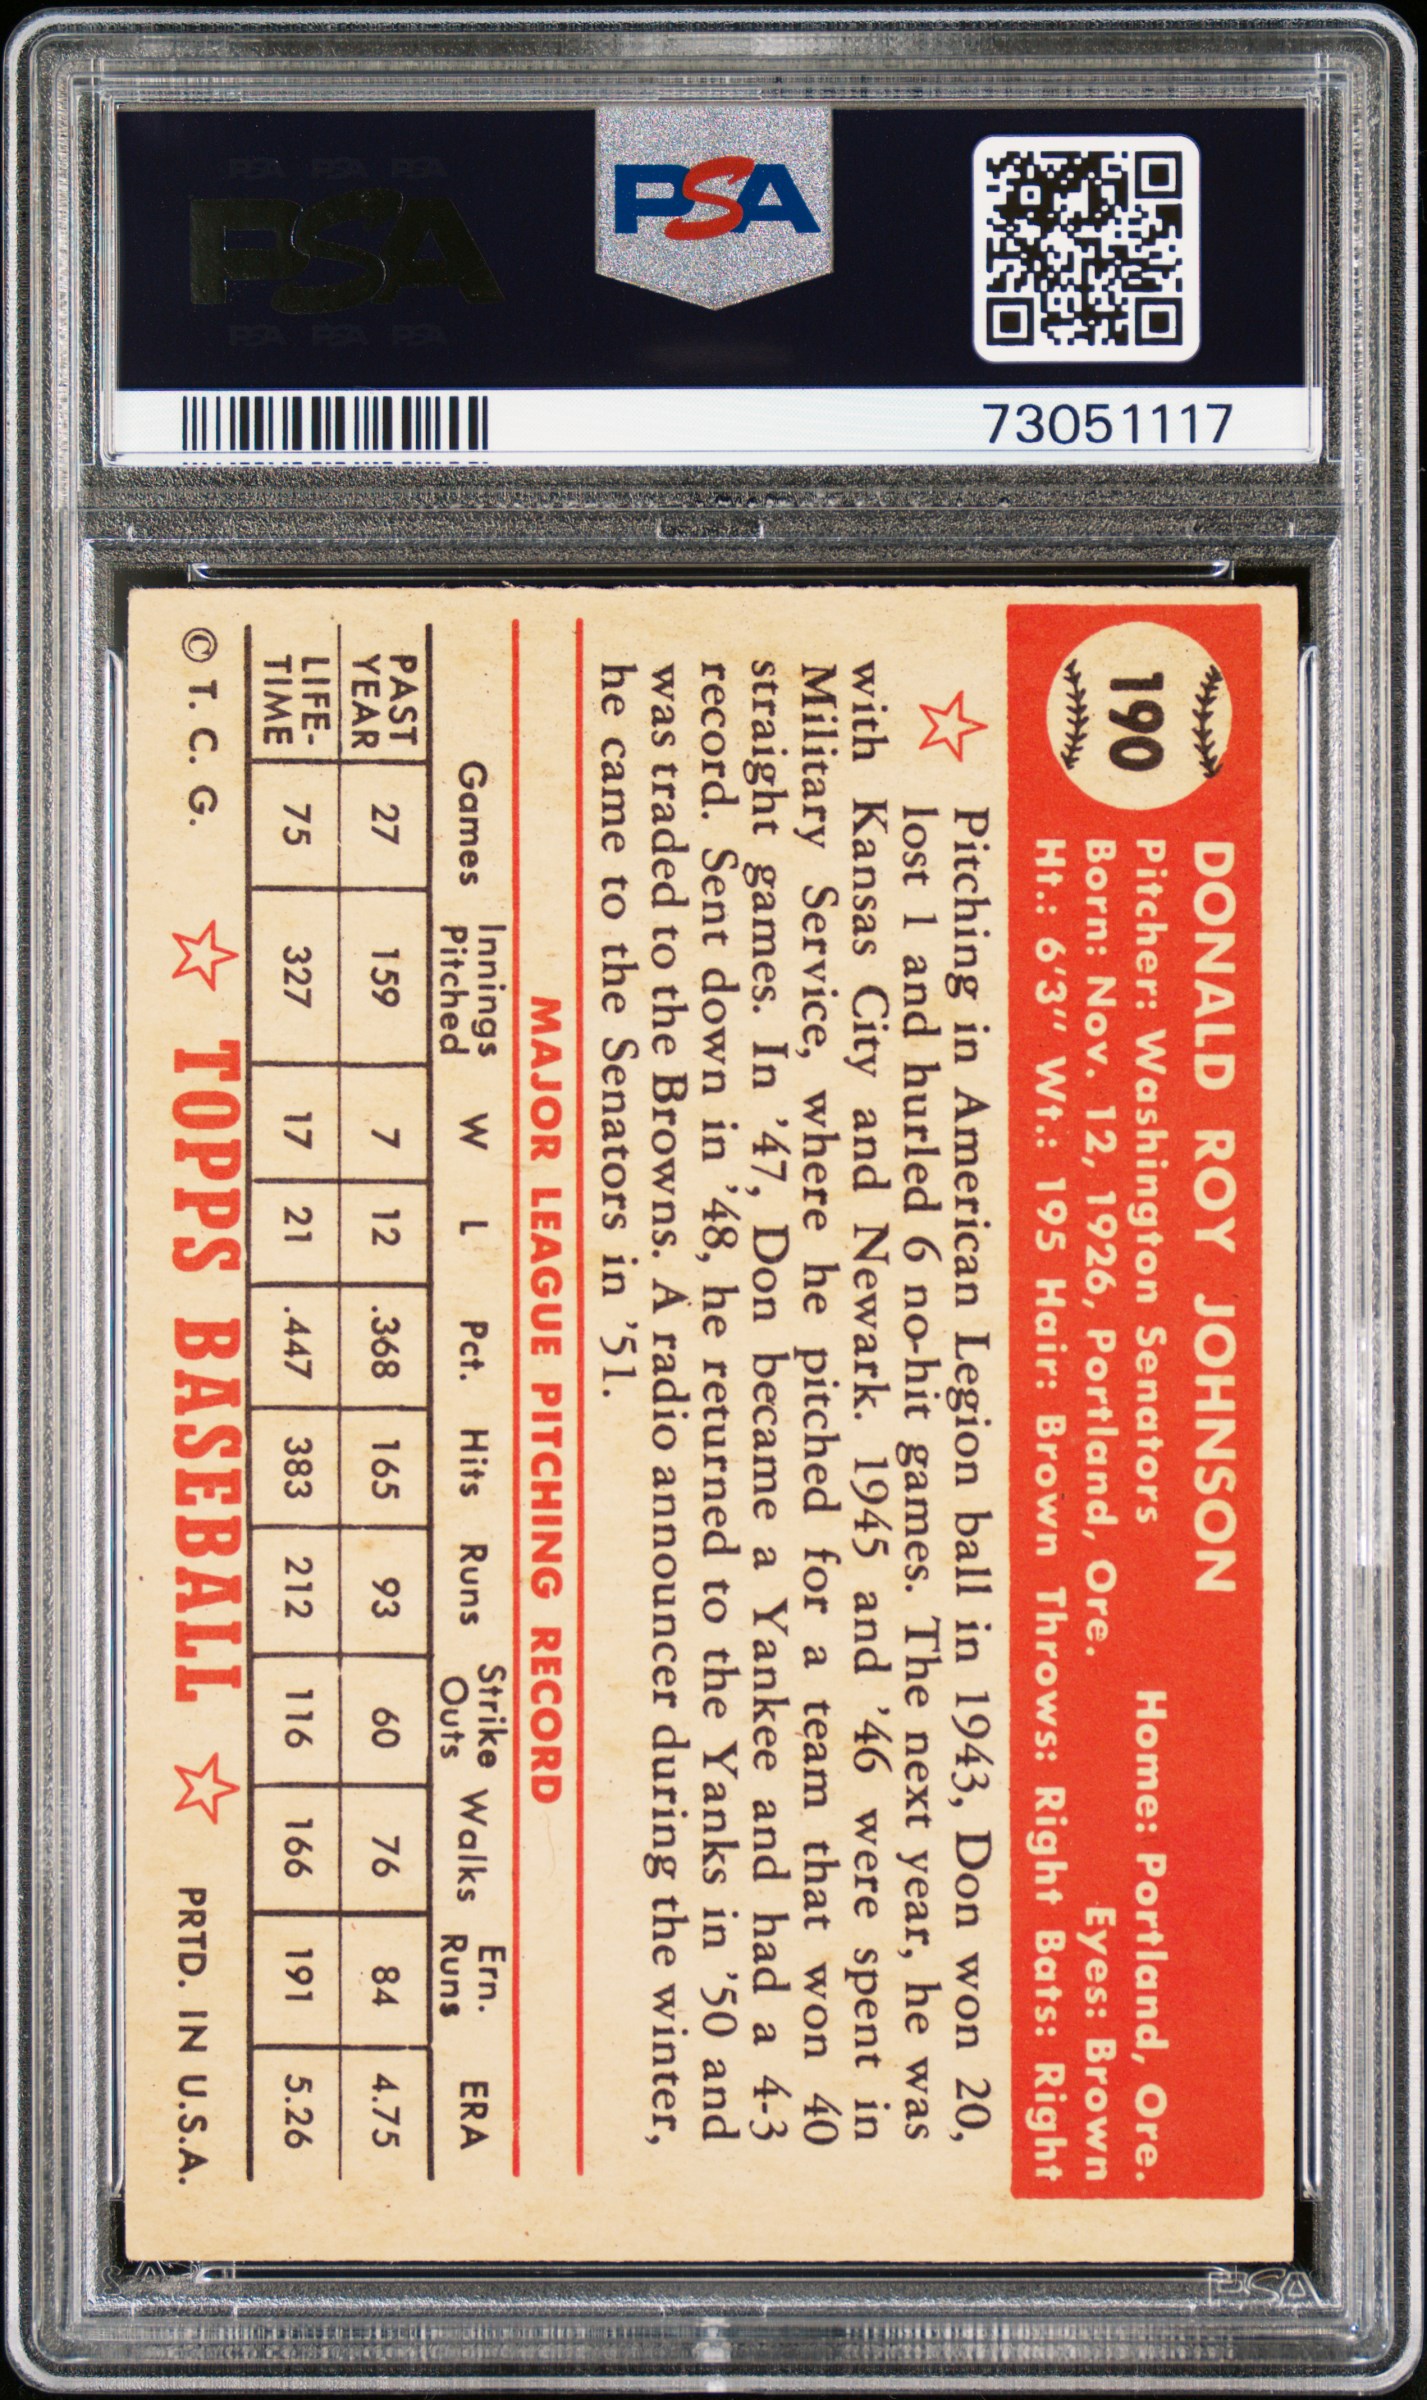 PSA PSA PSA
PSA
PSA PSA PSA
PSA
73051117
190
DONALD ROY JOHNSON
Pitcher: Washington Senators Home: Portland, Ore.
Born: Nov. 12, 1926, Portland, Ore. Eyes: Brown
Ht.: 6'3" Wt.: 195 Hair: Brown Throws: Right Bats: Right
Pitching in American Legion ball in 1943, Don won 20,
lost 1 and hurled 6 no-hit games. The next year, he was
with Kansas City and Newark. 1945 and '46 were spent in
Military Service, where he pitched for a team that won 40
straight games. In '47, Don became a Yankee and had a 4-3
record. Sent down in '48, he returned to the Yanks in '50 and
was traded to the Browns. A radio announcer during the winter,
he came to the Senators in '51.
MAJOR LEAGUE PITCHING RECORD
Games Innings Pitched W L Pct. Hits Runs Strike Outs Walks Ern. Runs ERA
PAST YEAR 27 159 7 12 .368 165 93 60 76 84 4.75
LIFE-TIME 75 327 17 21 .447 383 212 116 166 191 5.26
© T. C. G. TOPPS BASEBALL PRTD. IN U.S.A.
PSA
PSA